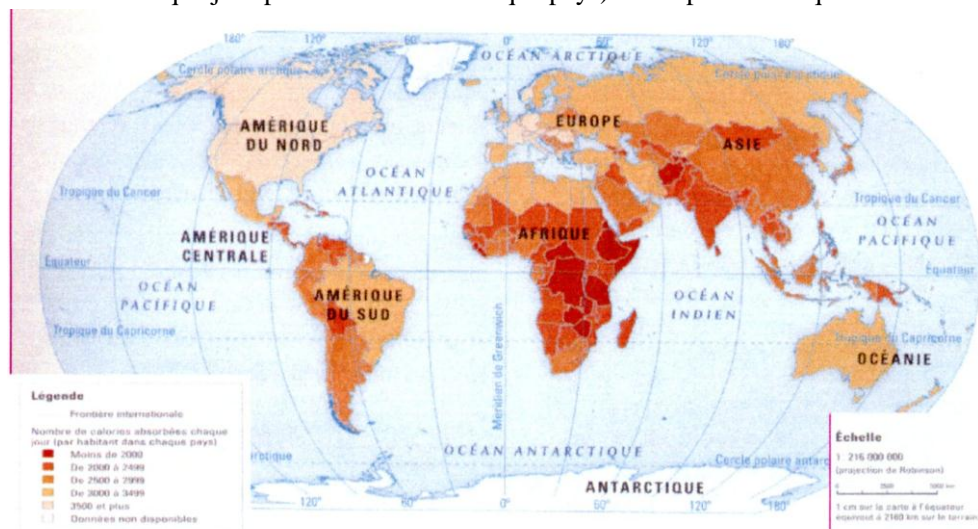 180°
60°
0°
60°
120°
180°
OCÉAN ARCTIQUE
Cercle polaire arctique
Cercle polaire arctique
AMÉRIQUE
DU NORD
EUROPE
ASIE
OCÉAN
ATLANTIQUE
Tropique du Cancer
Tropique du Cancer
OCÉAN
PACIFIQUE
AMÉRIQUE
CENTRALE
AFRIQUE
Équateur
Équateur
OCÉAN
PACIFIQUE
AMÉRIQUE
DU SUD
OCÉAN
INDIEN
Tropique du Capricorne
Tropique du Capricorne
OCÉANIE
Méridien de Greenwich
Légende
Frontière internationale
Nombre de calories absorbées chaque
jour (par habitant dans chaque pays)
Moins de 2000
De 2000 à 2499
De 2500 à 2999
De 3000 à 3499
3500 et plus
Données non disponibles
OCÉAN ANTARCTIQUE
Cercle polaire antarc
ANTARCTIQUE
120°
60°
0°
60°
120°
Échelle
1: 216 000 000
(projection de Robinson)
1 cm sur la carte à l'équateur
équivaut à 2160 km sur le terrain